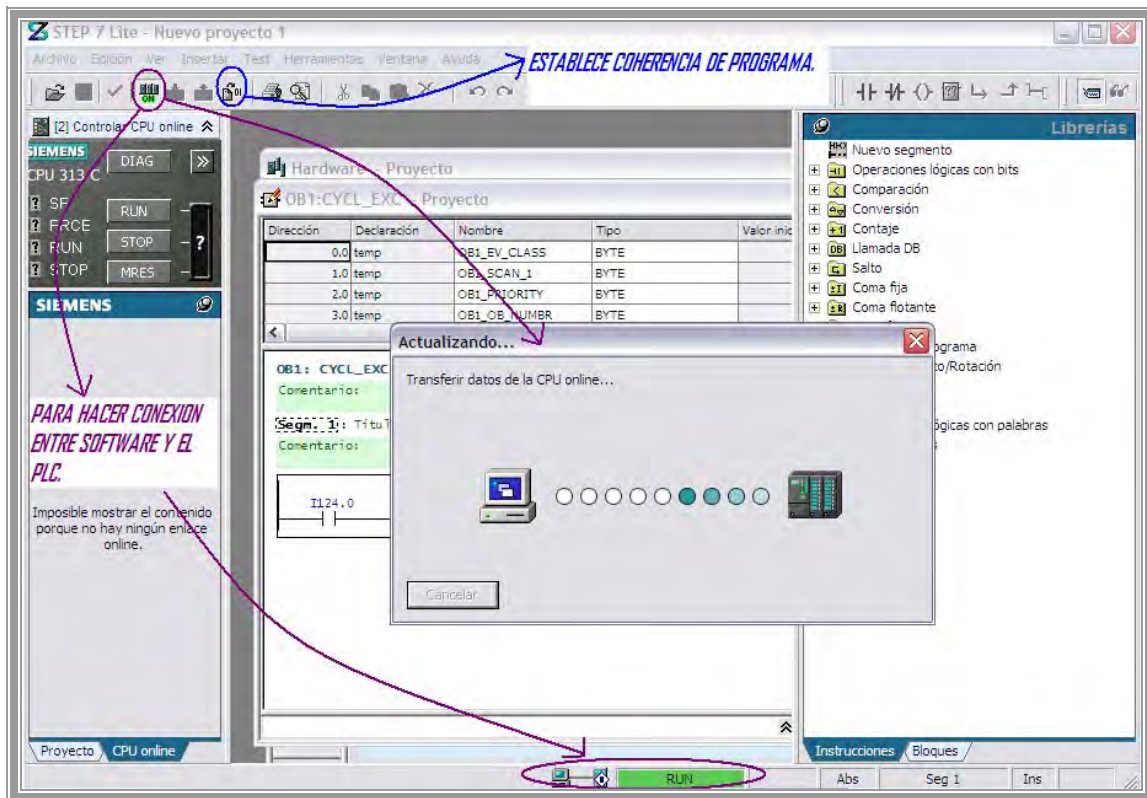 STEP 7 Lite - Nuevo proyecto 1
Archivo Edición Ver Insertar Test Herramientas Ventana Ayuda
ESTABLECE COHERENCIA DE PROGRAMA.
ON
[2] Controlar CPU online
SIEMENS
CPU 313 C
DIAG
SF
FRCE
RUN
STOP
RUN
STOP
MRES
?
SIEMENS
PARA HACER CONEXION
ENTRE SOFTWARE Y EL
PLC.
Imposible mostrar el contenido
porque no hay ningún enlace
online.
Proyecto CPU online
Hardware - Proyecto
OB1:CYCL_EXC - Proyecto
Dirección Declaración Nombre Tipo Valor inic
0.0 temp OB1_EV_CLASS BYTE
1.0 temp OB1_SCAN_1 BYTE
2.0 temp OB1_PRIORITY BYTE
3.0 temp OB1_OB_NUMBR BYTE
OB1: CYCL_EXC
Comentario:
Segm. 1: Títul
Comentario:
I124.0
Actualizando...
Transferir datos de la CPU online...
Cancelar
Librerías
Nuevo segmento
Operaciones lógicas con bits
Comparación
Conversión
Contaje
Llamada DB
Salto
Coma fija
Coma flotante
ograma
to/Rotación
ógicas con palabras
Instrucciones Bloques
RUN
Abs Seg 1 Ins